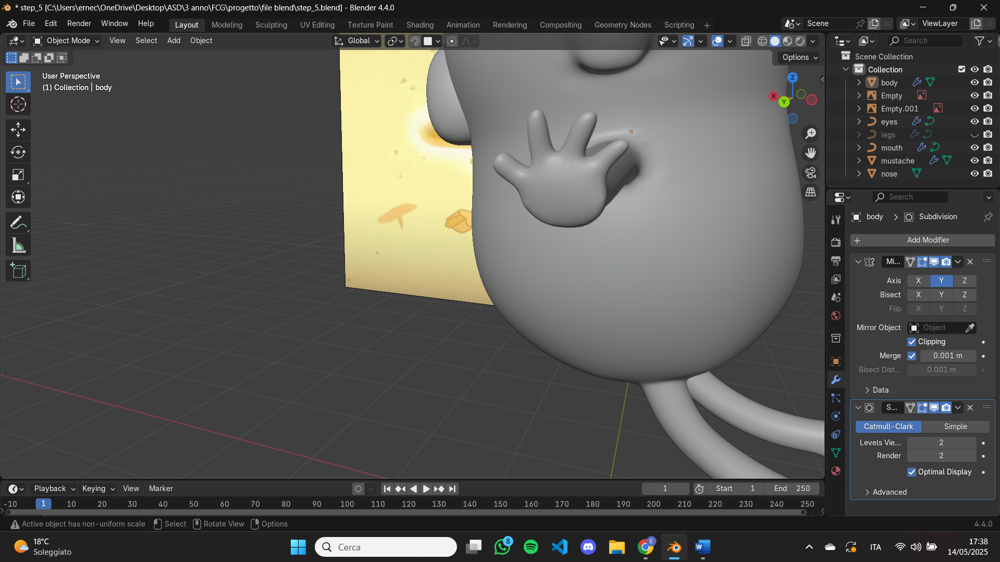 * step_5 [C:\Users\ernec\OneDrive\Desktop\ASD\3 anno\FCG\progetto\file blend\step_5.blend] - Blender 4.4.0
File Edit Render Window Help Layout Modeling Sculpting UV Editing Texture Paint Shading Animation Rendering Compositing Geometry Nodes Scripting + Scene ViewLayer
Object Mode View Select Add Object Global Search
Options
User Perspective
(1) Collection | body
Z
X
Y
Scene Collection
Collection
body
Empty
Empty.001
eyes
legs
mouth
mustache
nose
Search
body > Subdivision
+ Add Modifier
Mi...
Axis X Y Z
Bisect X Y Z
Flip X Y Z
Mirror Object Object
Clipping
Merge 0.001 m
Bisect Dist... 0.001 m
Data
S...
Catmull-Clark Simple
Levels Vie... 2
Render 2
Optimal Display
Advanced
Playback Keying View Marker 1 Start 1 End 250
-10 1 10 20 30 40 50 60 70 80 90 100 110 120 130 140 150 160 170 180 190 200 210 220 230 240 250
Active object has non-uniform scale Select Rotate View Options 4.4.0
18°C
Soleggiato
Cerca
8
E
W
ITA
17:38
14/05/2025